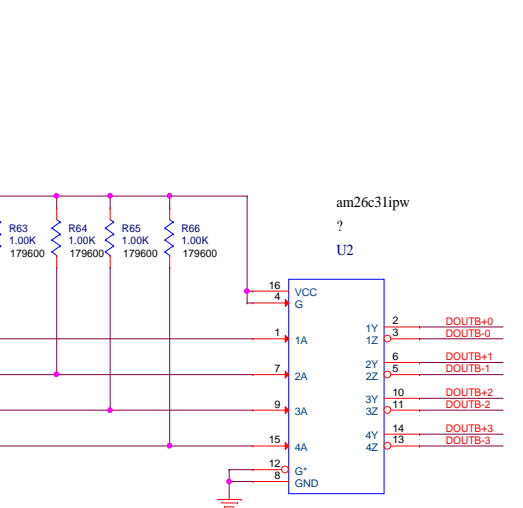 am26c31ipw
?
U2
R63
1.00K
179600
R64
1.00K
179600
R65
1.00K
179600
R66
1.00K
179600
16 VCC
4 G
1 1A
7 2A
9 3A
15 4A
12 G*
8 GND
1Y 2 DOUTB+0
1Z 3 DOUTB-0
2Y 6 DOUTB+1
2Z 5 DOUTB-1
3Y 10 DOUTB+2
3Z 11 DOUTB-2
4Y 14 DOUTB+3
4Z 13 DOUTB-3